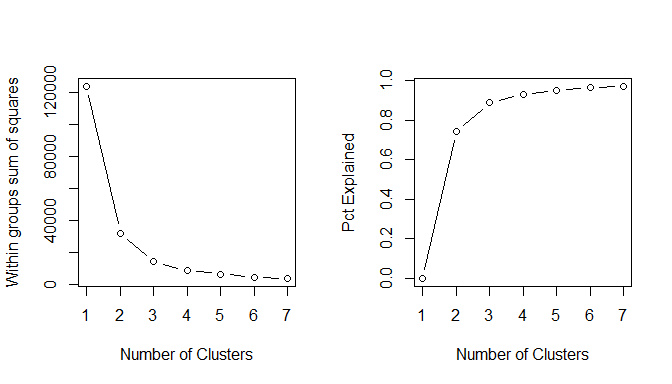 Within groups sum of squares
0 40000 80000 120000
1 2 3 4 5 6 7
Number of Clusters
Pct Explained
0.0 0.2 0.4 0.6 0.8 1.0
1 2 3 4 5 6 7
Number of Clusters